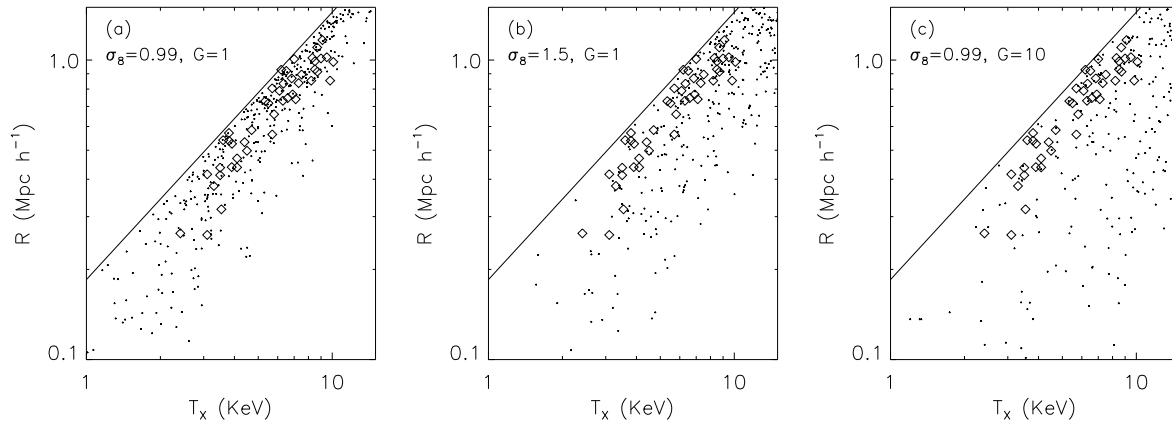 (a)
σ₈=0.99, G=1
1.0
0.1
R (Mpc h⁻¹)
1
10
Tₓ (KeV)
(b)
σ₈=1.5, G=1
1.0
0.1
R (Mpc h⁻¹)
1
10
Tₓ (KeV)
(c)
σ₈=0.99, G=10
1.0
0.1
R (Mpc h⁻¹)
1
10
Tₓ (KeV)